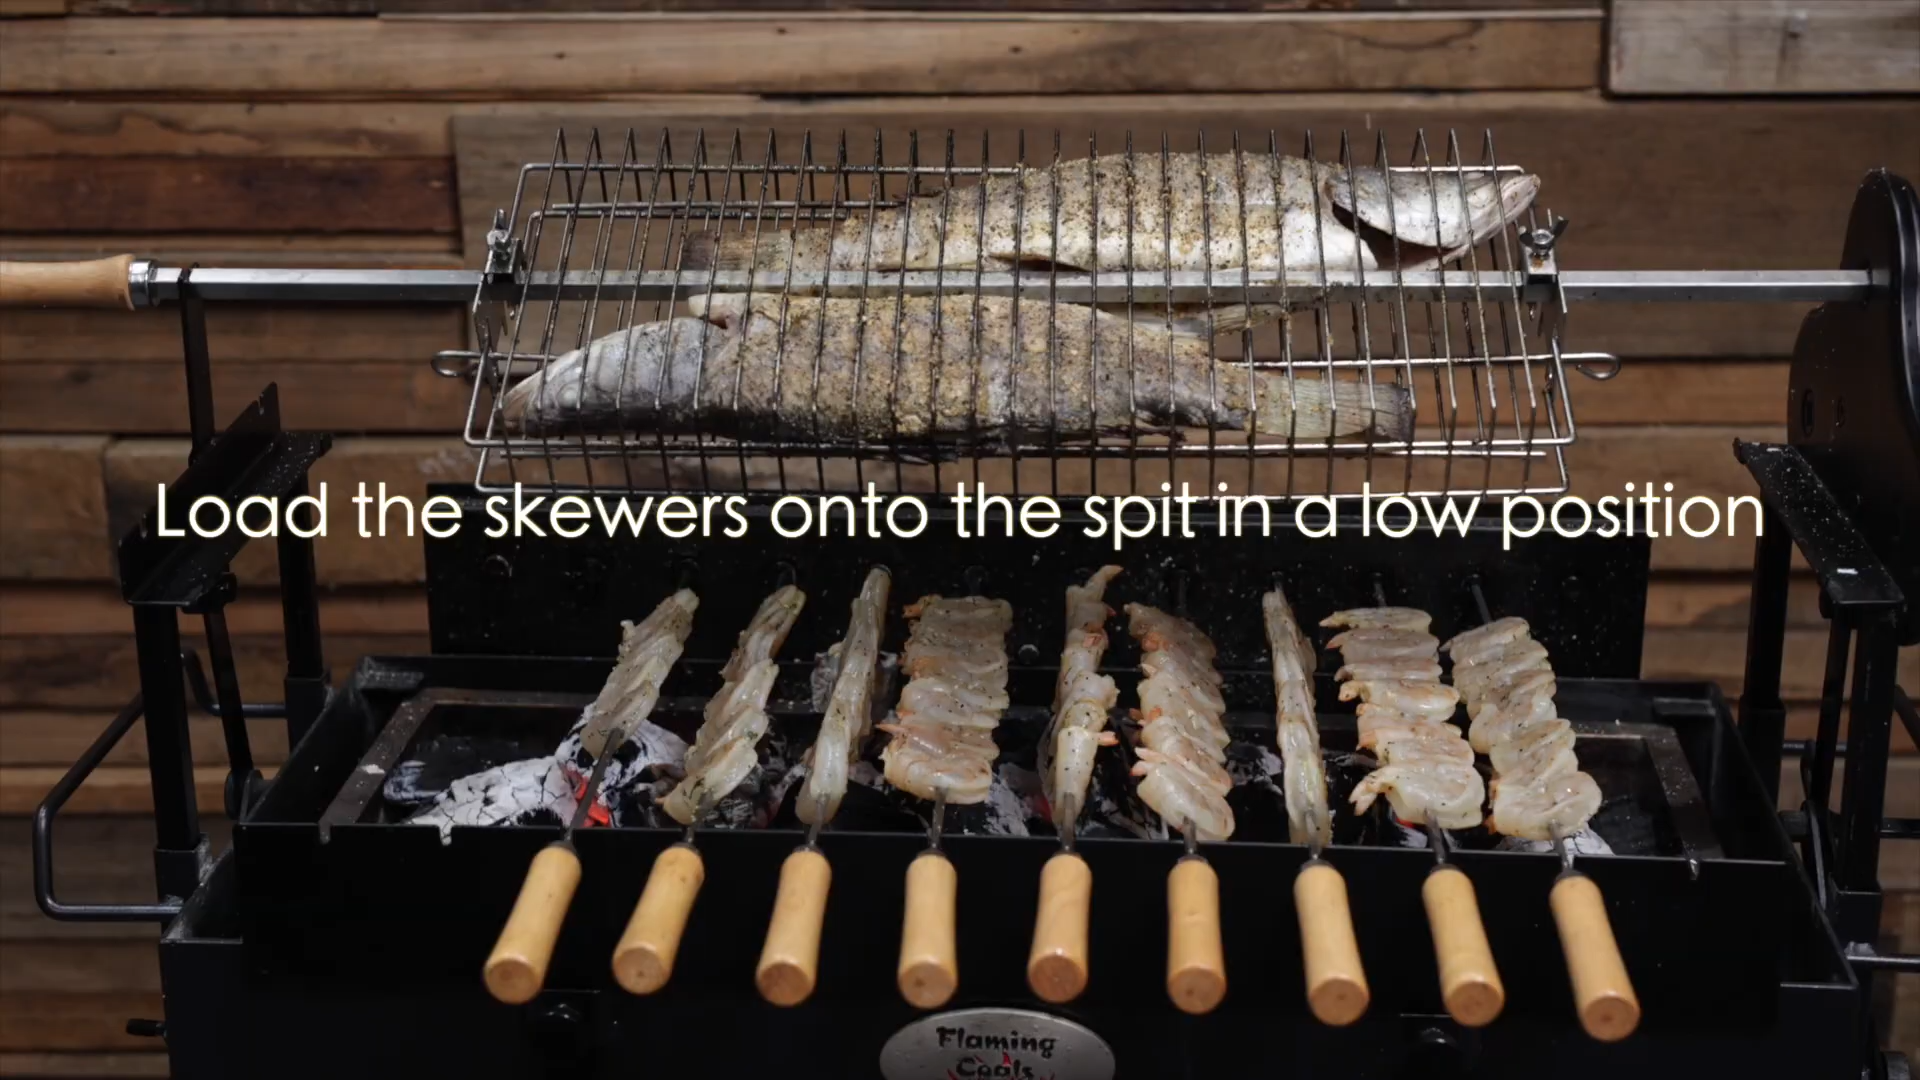 Load the skewers onto the spit in a low position
Flaming
Coals